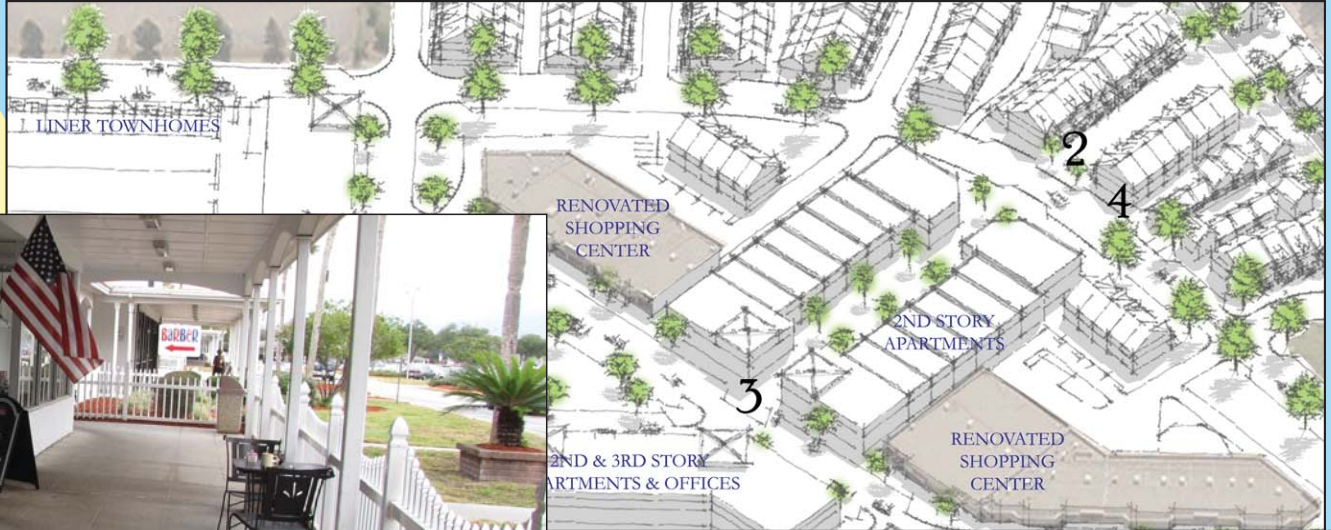 LINER TOWNHOMES
2
4
RENOVATED
SHOPPING
CENTER
BARBER
2ND STORY
APARTMENTS
3
RENOVATED
SHOPPING
CENTER
2ND & 3RD STORY
ARTMENTS & OFFICES